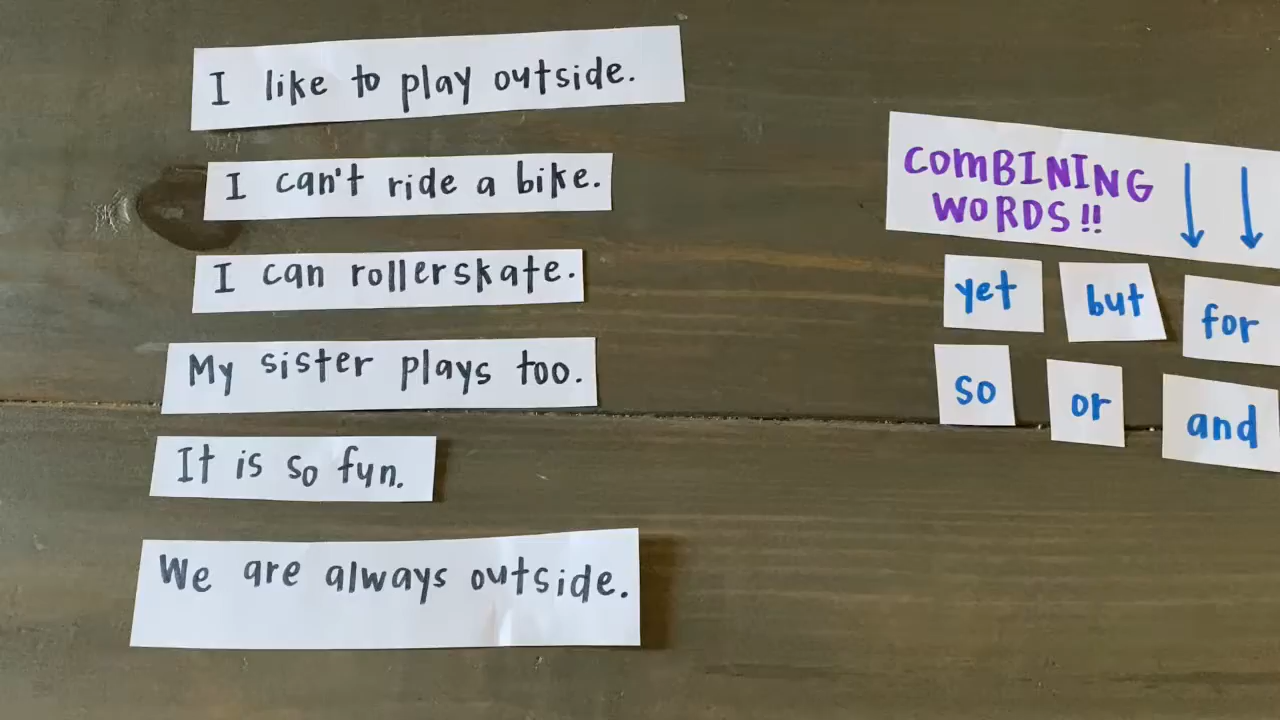 I like to play outside.
I can't ride a bike.
I can rollerskate.
My sister plays too.
It is so fun.
We are always outside.
COMBINING
WORDS!!
yet but for
so or and